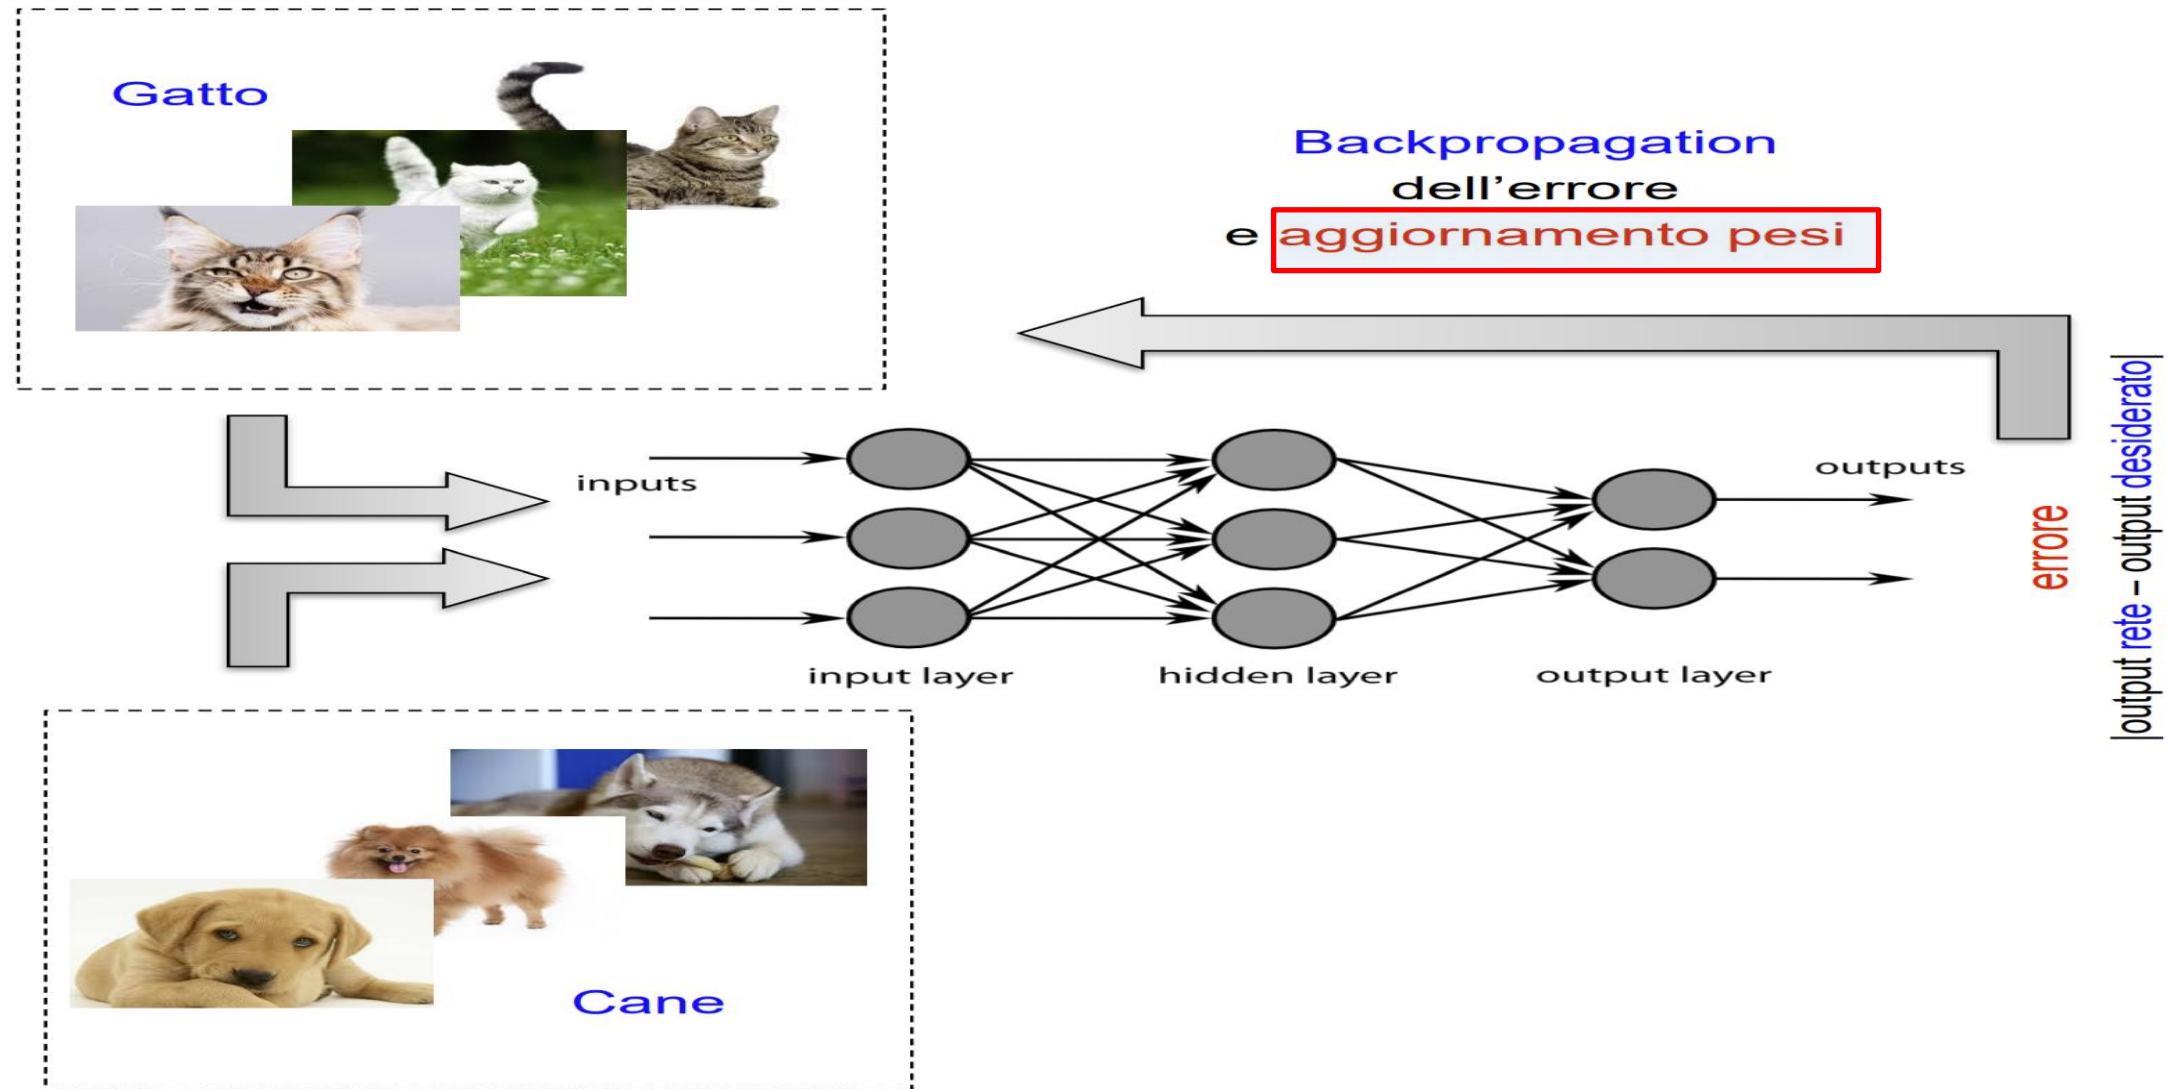 Gatto
Backpropagation
dell’errore
e aggiornamento pesi
inputs
outputs
input layer
hidden layer
output layer
errore
|output rete – output desiderato|
Cane